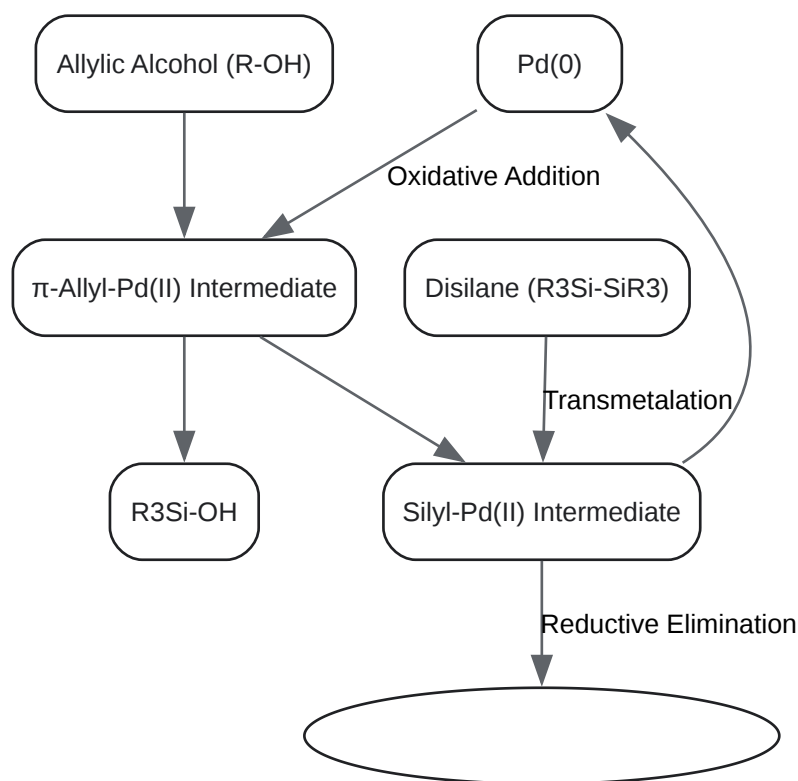 Allylic Alcohol (R-OH)
Pd(0)
Oxidative Addition
π-Allyl-Pd(II) Intermediate
Disilane (R3Si-SiR3)
Transmetalation
R3Si-OH
Silyl-Pd(II) Intermediate
Reductive Elimination